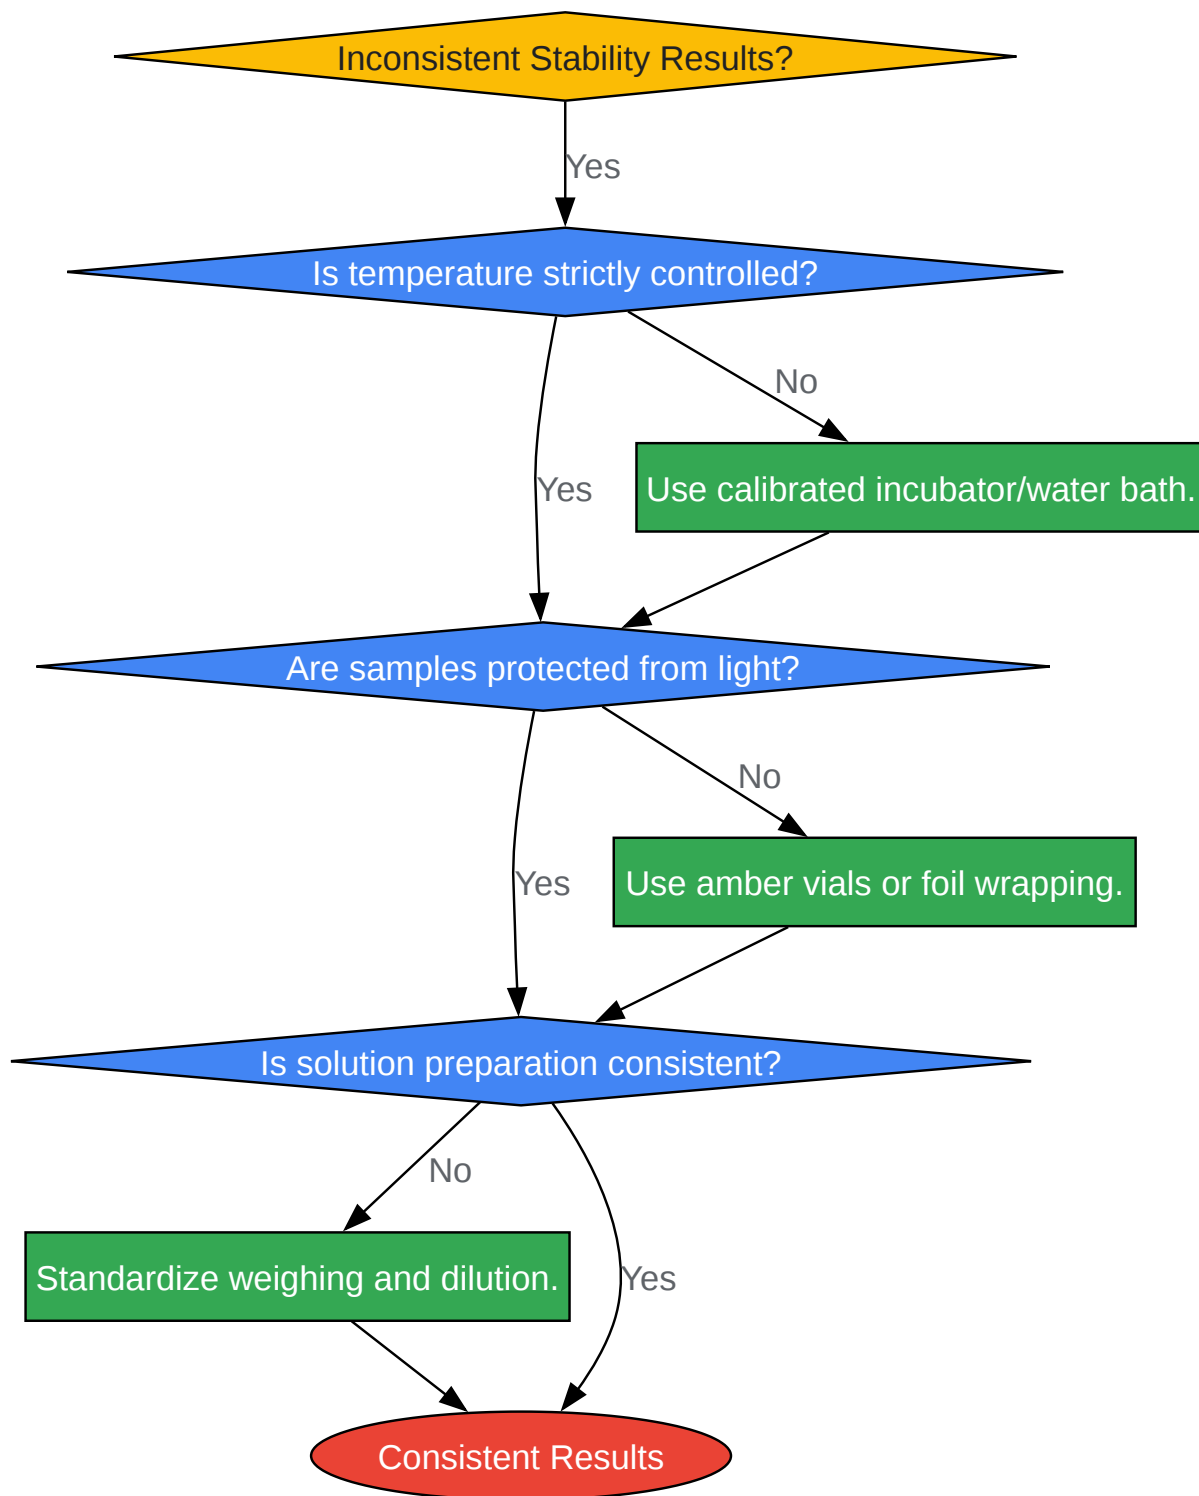 Inconsistent Stability Results?
Yes
Is temperature strictly controlled?
No
Yes
Use calibrated incubator/water bath.
Are samples protected from light?
No
Yes
Use amber vials or foil wrapping.
Is solution preparation consistent?
No
Standardize weighing and dilution.
Yes
Consistent Results